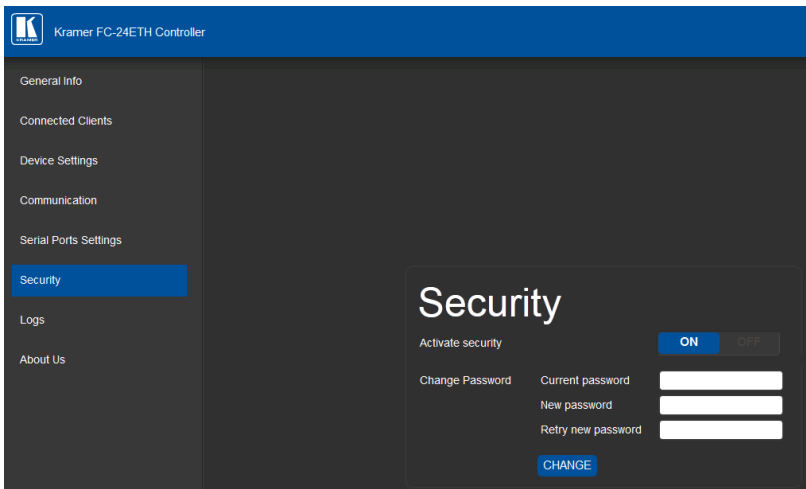 Kramer FC-24ETH Controller
General Info
Connected Clients
Device Settings
Communication
Serial Ports Settings
Security
Logs
About Us
Security
Activate security ON OFF
Change Password Current password
New password
Retry new password
CHANGE